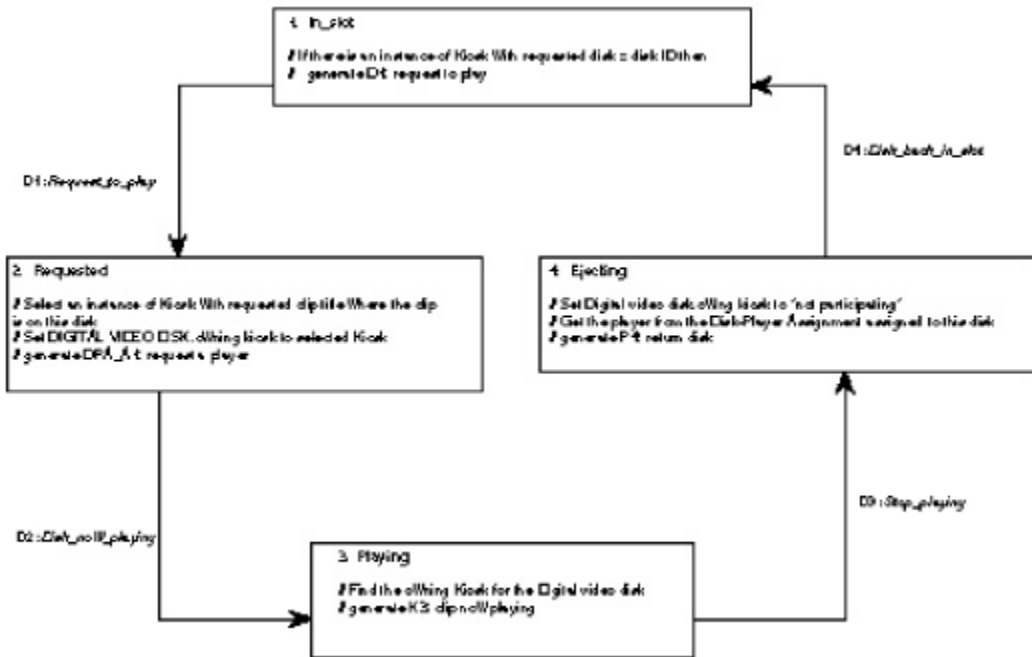 1. In_slot
# If there is an instance of Kiosk With requested disk = disk ID then
# generate D1: request to play
D1: Request_to_play
D4: Disk_back_in_slot
2. Requested
# Select an instance of Kiosk With requested clip title Where the clip
is on this disk
# Set DIGITAL VIDEO DISK.oWning kiosk to selected Kiosk
# generate DPA_A1: request a player
4. Ejecting
# Set Digital video disk.oWing kiosk to "not participating"
# Get the player from the Disk-Player Assignment assigned to this disk
# generate P4: return disk
D2: Disk_noW_playing
D3: Stop_playing
3. Playing
# Find the oWning Kiosk for the Digital video disk
# generate K3: clip noW playing